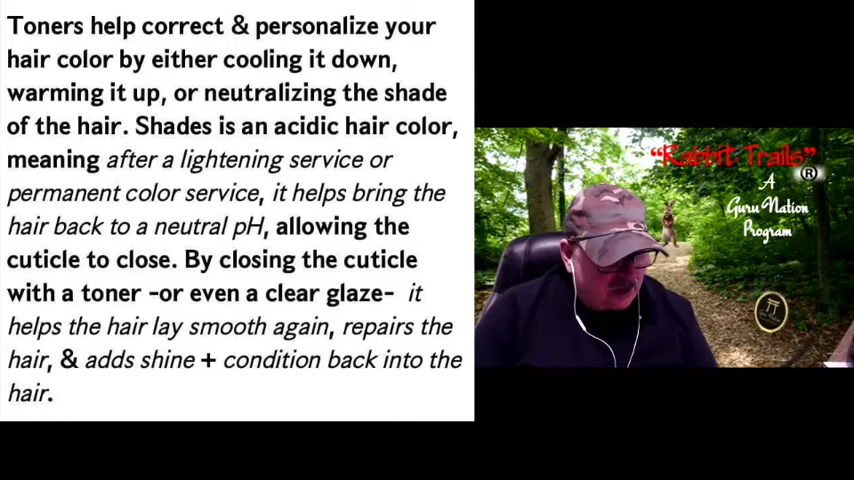 Toners help correct & personalize your
hair color by either cooling it down,
warming it up, or neutralizing the shade
of the hair. Shades is an acidic hair color,
meaning after a lightening service or
permanent color service, it helps bring the
hair back to a neutral pH, allowing the
cuticle to close. By closing the cuticle
with a toner -or even a clear glaze- it
helps the hair lay smooth again, repairs the
hair, & adds shine + condition back into the
hair.
“Rabbit Trails”
®
A
Guru Nation
Program